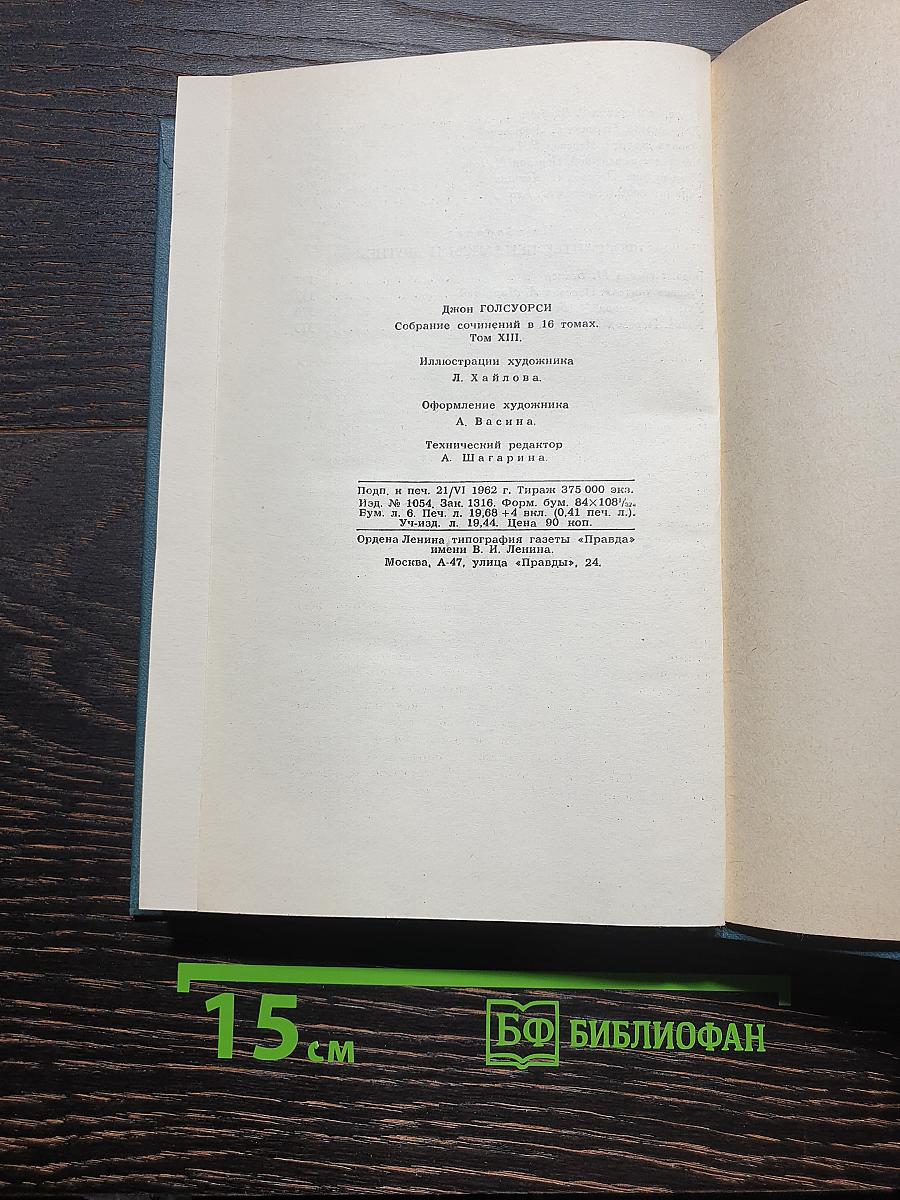 Джон ГОЛСУОРСИ
Собрание сочинений в 16 томах.
Том XIII.
Иллюстрации художника
Л. Хайлова.
Оформление художника
А. Васина.
Технический редактор
А. Шагарина.
Подп. к печ. 21/VI 1962 г. Тираж 375 000 экз.
Изд. № 1054. Зак. 1316. Форм. бум. 84×108¹/₃₂.
Бум. л. 6. Печ. л. 19,68+4 вкл. (0,41 печ. л.).
Уч-изд. л. 19,44. Цена 90 коп.
Ордена Ленина типография газеты «Правда»
имени В. И. Ленина.
Москва, А-47, улица «Правды», 24.
15 см
БФ БИБЛИОФАН